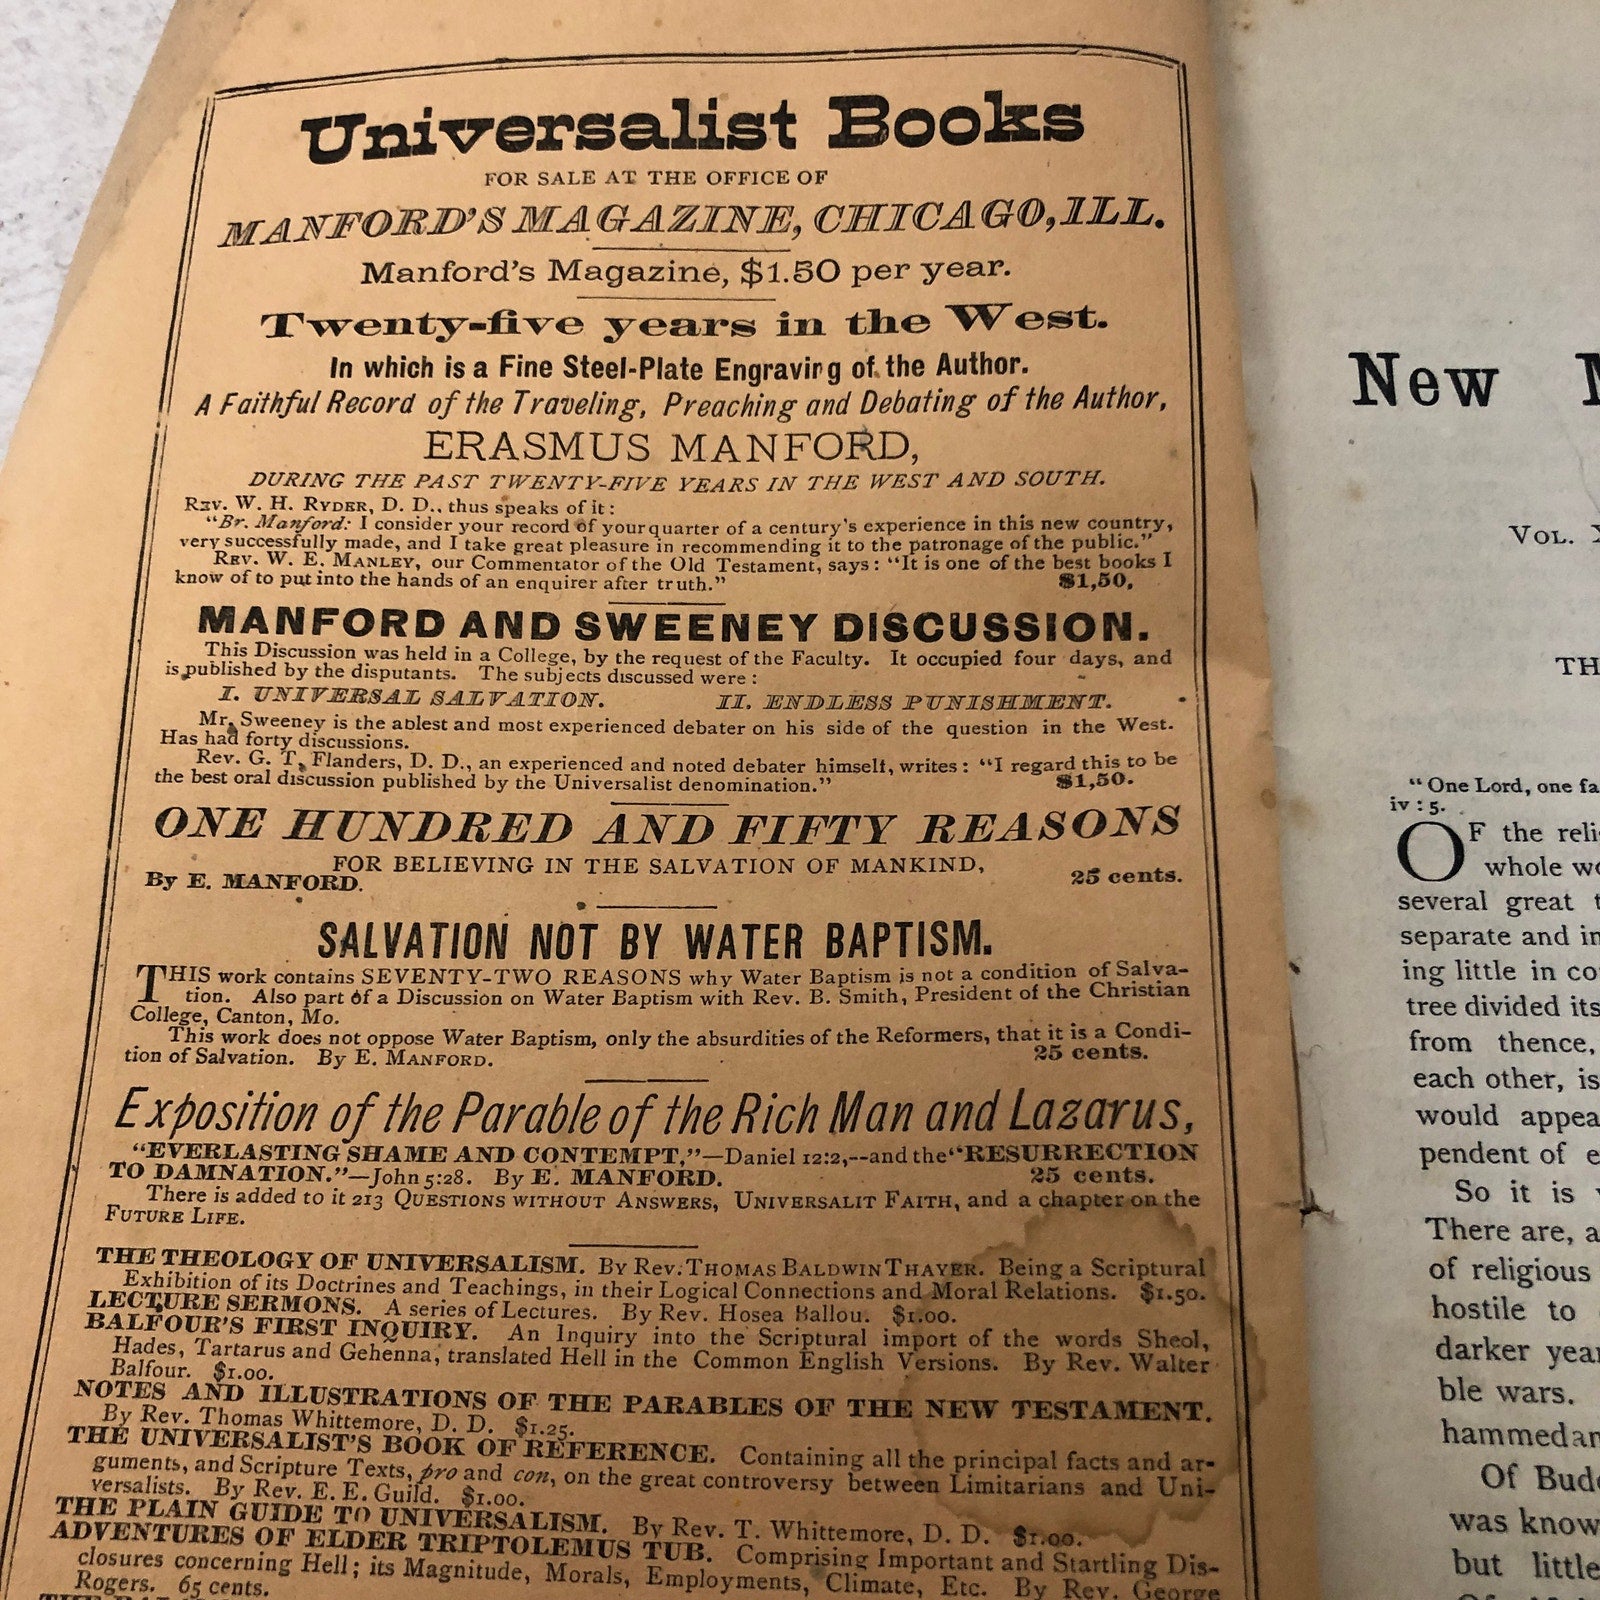 Universalist Books
FOR SALE AT THE OFFICE OF
MANFORD'S MAGAZINE, CHICAGO, ILL.
Manford's Magazine, $1.50 per year.
Twenty-five years in the West.
In which is a Fine Steel-Plate Engraving of the Author.
A Faithful Record of the Traveling, Preaching and Debating of the Author,
ERASMUS MANFORD,
DURING THE PAST TWENTY-FIVE YEARS IN THE WEST AND SOUTH.
REV. W. H. RYDER, D. D., thus speaks of it:
"Br. Manford: I consider your record of your quarter of a century's experience in this new country,
very successfully made, and I take great pleasure in recommending it to the patronage of the public."
REV. W. E. MANLEY, our Commentator of the Old Testament, says: "It is one of the best books I
know of to put into the hands of an enquirer after truth." $1,50.
MANFORD AND SWEENEY DISCUSSION.
This Discussion was held in a College, by the request of the Faculty. It occupied four days, and
is published by the disputants. The subjects discussed were:
I. UNIVERSAL SALVATION. II. ENDLESS PUNISHMENT.
Mr. Sweeney is the ablest and most experienced debater on his side of the question in the West.
Has had forty discussions.
Rev. G. T. Flanders, D. D., an experienced and noted debater himself, writes: "I regard this to be
the best oral discussion published by the Universalist denomination." $1,50.
ONE HUNDRED AND FIFTY REASONS
FOR BELIEVING IN THE SALVATION OF MANKIND,
By E. MANFORD. 25 cents.
SALVATION NOT BY WATER BAPTISM.
THIS work contains SEVENTY-TWO REASONS why Water Baptism is not a condition of Salva-
tion. Also part of a Discussion on Water Baptism with Rev. B. Smith, President of the Christian
College, Canton, Mo.
This work does not oppose Water Baptism, only the absurdities of the Reformers, that it is a Condi-
tion of Salvation. By E. MANFORD. 25 cents.
Exposition of the Parable of the Rich Man and Lazarus,
"EVERLASTING SHAME AND CONTEMPT,"—Daniel 12:2,--and the "RESURRECTION
TO DAMNATION."—John 5:28. By E. MANFORD. 25 cents.
There is added to it 213 QUESTIONS WITHOUT ANSWERS, UNIVERSALIT FAITH, and a chapter on the
FUTURE LIFE.
THE THEOLOGY OF UNIVERSALISM. By Rev. THOMAS BALDWIN THAYER. Being a Scriptural
Exhibition of its Doctrines and Teachings, in their Logical Connections and Moral Relations. $1.50.
LECTURE SERMONS. A series of Lectures. By Rev. Hosea Ballou. $1.00.
BALFOUR'S FIRST INQUIRY. An Inquiry into the Scriptural import of the words Sheol,
Hades, Tartarus and Gehenna, translated Hell in the Common English Versions. By Rev. Walter
Balfour. $1.00.
NOTES AND ILLUSTRATIONS OF THE PARABLES OF THE NEW TESTAMENT.
By Rev. Thomas Whittemore, D. D. $1.25.
THE UNIVERSALIST'S BOOK OF REFERENCE. Containing all the principal facts and ar-
guments, and Scripture Texts, pro and con, on the great controversy between Limitarians and Uni-
versalists. By Rev. E. E. Guild. $1.00.
THE PLAIN GUIDE TO UNIVERSALISM. By Rev. T. Whittemore, D. D. $1.00.
ADVENTURES OF ELDER TRIPTOLEMUS TUB. Comprising Important and Startling Dis-
closures concerning Hell; its Magnitude, Morals, Employments, Climate, Etc. By Rev. George
Rogers. 65 cents.
New
VOL.
TH
"One Lord, one fa
iv : 5.
OF the reli
whole wo
several great t
separate and in
ing little in co
tree divided its
from thence,
each other, is
would appea
pendent of e
So it is
There are, a
of religious
hostile to
darker year
ble wars.
hammedan
Of Budd
was know
but little